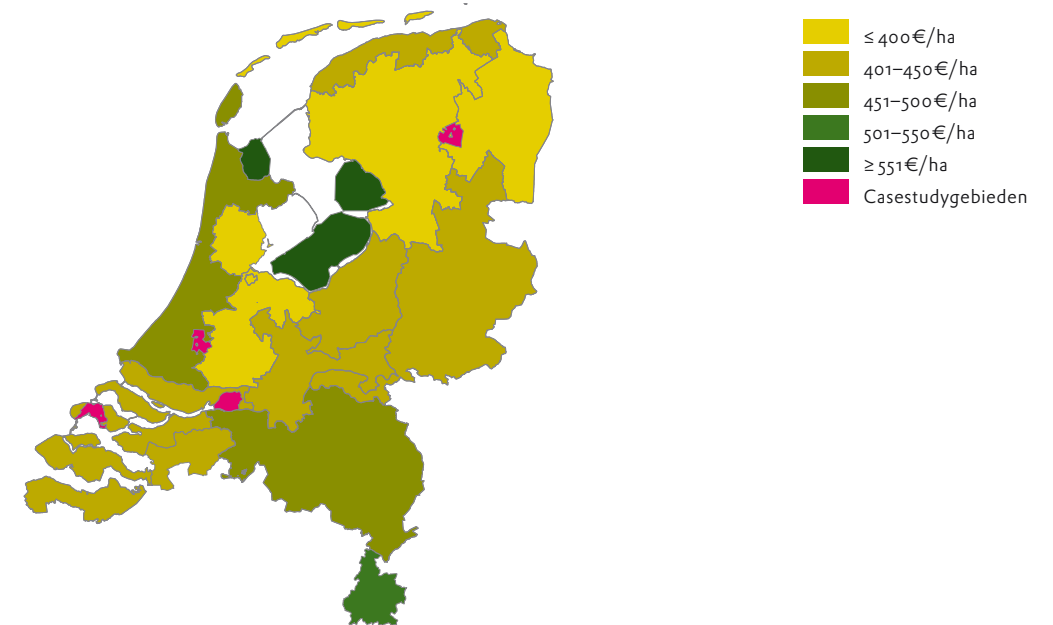 ≤ 400 €/ha
401–450 €/ha
451–500 €/ha
501–550 €/ha
≥ 551 €/ha
Casestudygebieden